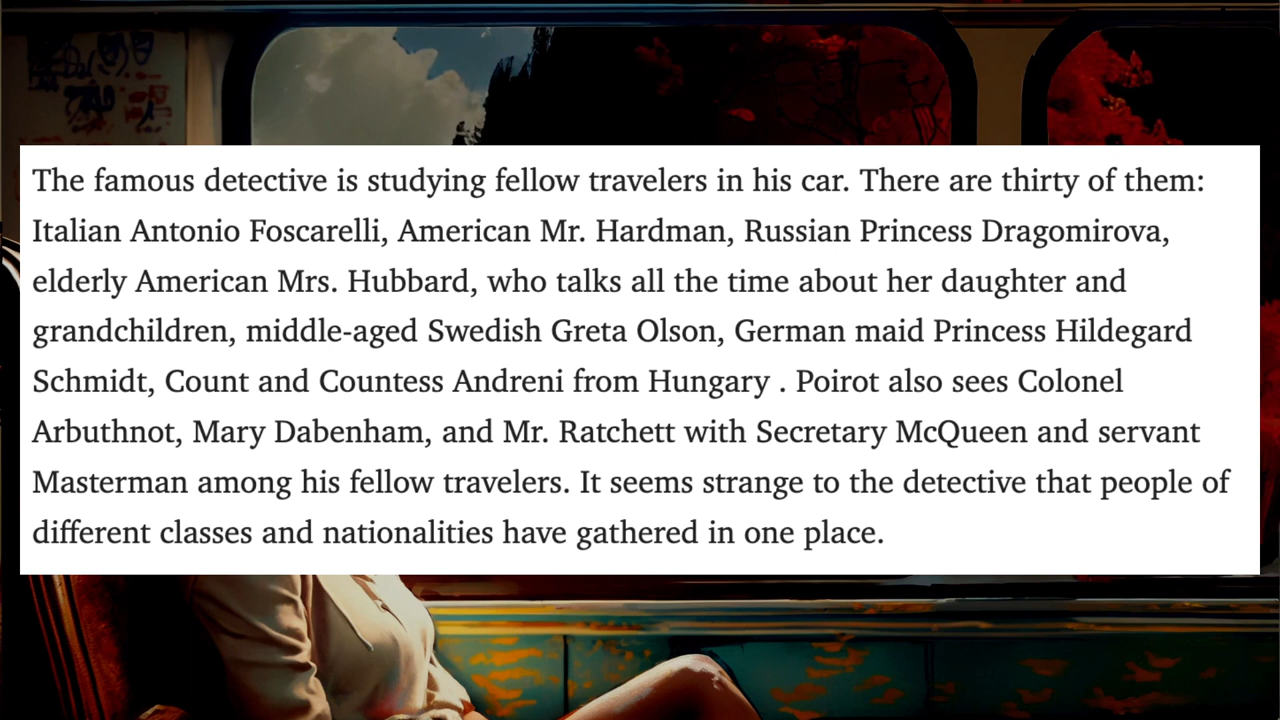 The famous detective is studying fellow travelers in his car. There are thirty of them:
Italian Antonio Foscarelli, American Mr. Hardman, Russian Princess Dragomirova,
elderly American Mrs. Hubbard, who talks all the time about her daughter and
grandchildren, middle-aged Swedish Greta Olson, German maid Princess Hildegard
Schmidt, Count and Countess Andreni from Hungary . Poirot also sees Colonel
Arbuthnot, Mary Dabenham, and Mr. Ratchett with Secretary McQueen and servant
Masterman among his fellow travelers. It seems strange to the detective that people of
different classes and nationalities have gathered in one place.